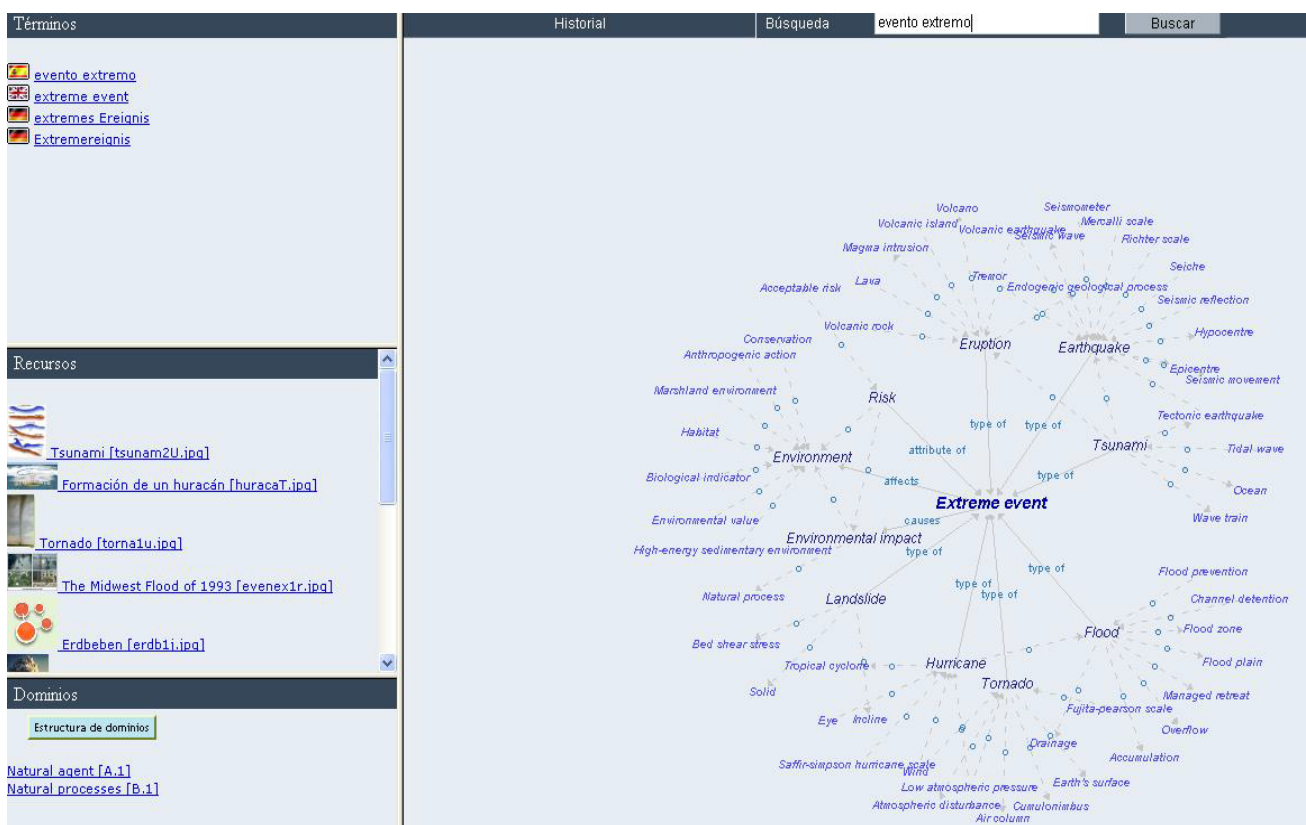 Términos
Historial
Búsqueda
evento extremo
Buscar
evento extremo
extreme event
extremes Ereignis
Extremereignis
Recursos
Tsunami [tsunam2U.jpg]
Formación de un huracán [huracaT.jpg]
Tornado [torna1u.jpg]
The Midwest Flood of 1993 [evenex1r.jpg]
Erdbeben [erdb1j.jpg]
Dominios
Estructura de dominios
Natural agent [A.1]
Natural processes [B.1]
Volcano
Seismometer
Volcanic island
Mercalli scale
Volcanic earthquake
Seismic wave
Richter scale
Magma intrusion
Seiche
Tremor
Lava
Endogenic geological process
Acceptable risk
Seismic reflection
Volcanic rock
Hypocentre
Conservation
Eruption
Earthquake
Anthropogenic action
Epicentre
Seismic movement
Marshland environment
Risk
Tectonic earthquake
type of
type of
Habitat
Tsunami
Tidal wave
attribute of
Environment
Biological indicator
affects
type of
Ocean
Extreme event
Environmental value
causes
Wave train
Environmental impact
High-energy sedimentary environment
type of
type of
Flood prevention
type of
type of
Natural process
Landslide
Channel detention
Flood
Flood zone
Bed shear stress
Tropical cyclone
Hurricane
Flood plain
Tornado
Solid
Managed retreat
Fujita-pearson scale
Eye
Incline
Overflow
Drainage
Accumulation
Saffir-simpson hurricane scale
Wind
Low atmospheric pressure
Earth's surface
Atmospheric disturbance
Cumulonimbus
Air column